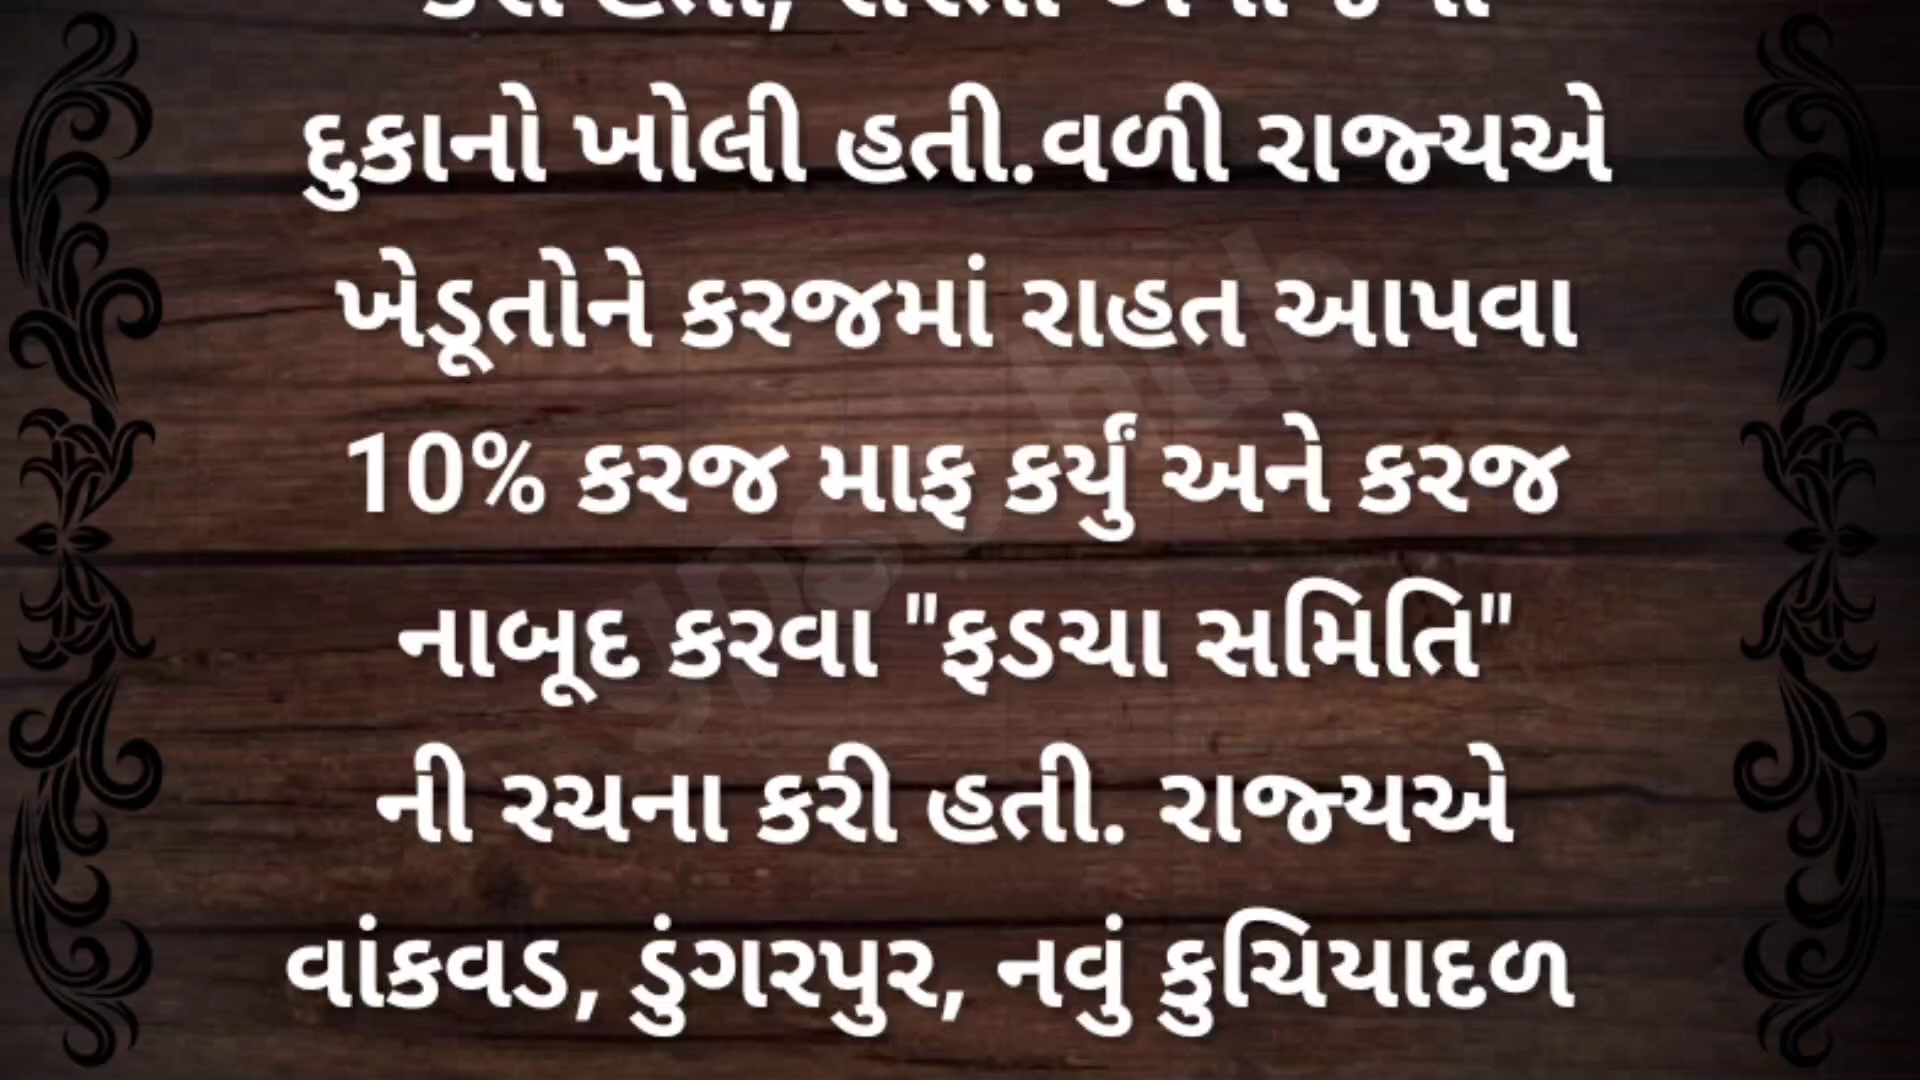 દુકાનો ખોલી હતી.વળી રાજ્યએ
ખેડૂતોને કરજમાં રાહત આપવા
10% કરજ માફ કર્યું અને કરજ
નાબૂદ કરવા "ફડચા સમિતિ"
ની રચના કરી હતી. રાજ્યએ
વાંકવડ, ડુંગરપુર, નવું કુચિયાદળ